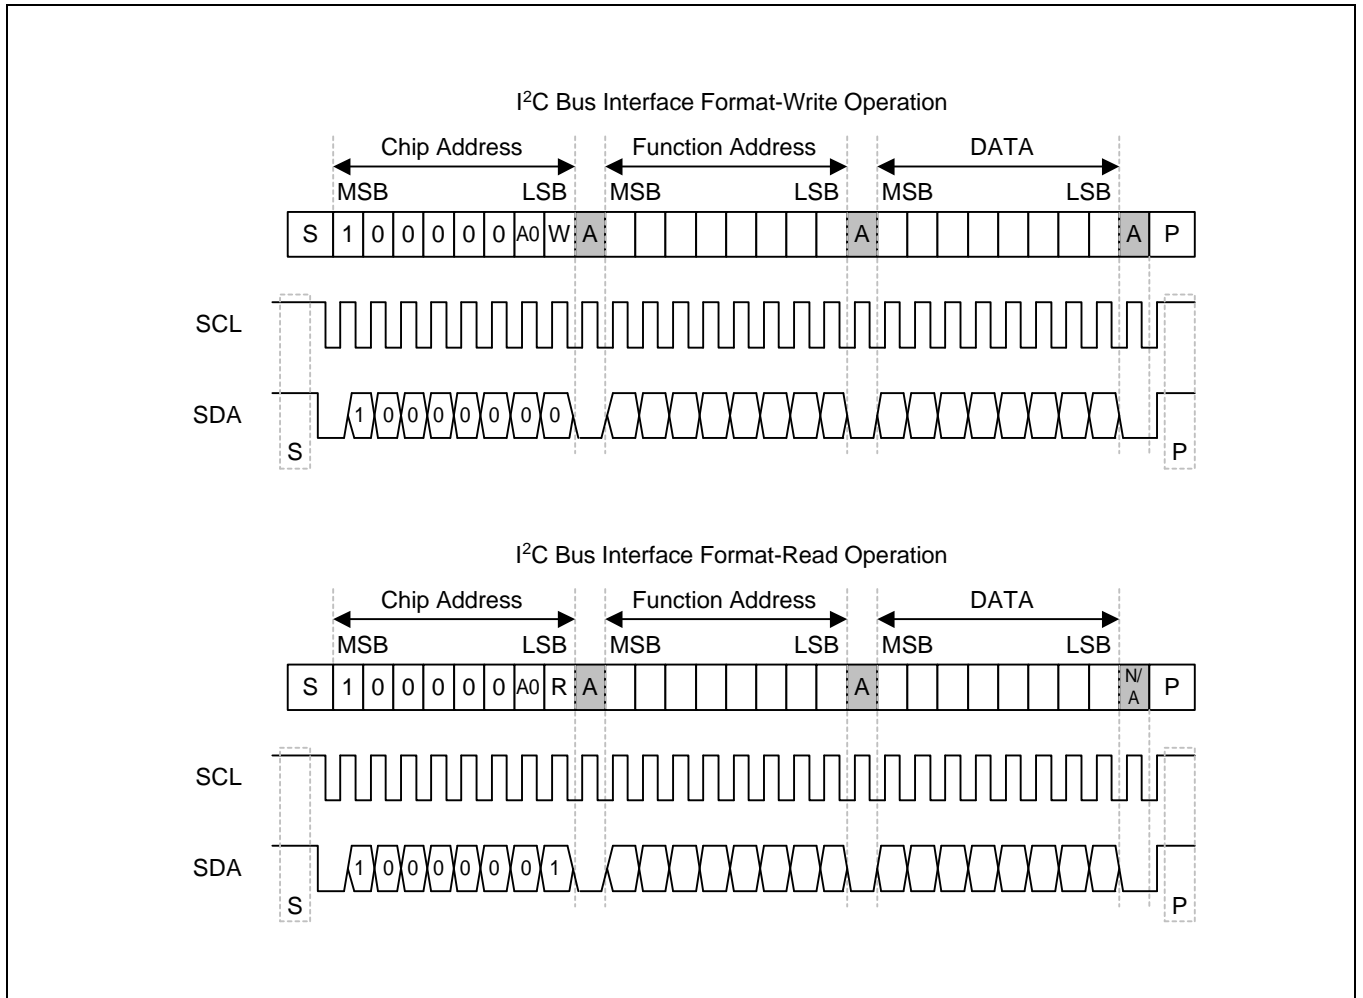 I²C Bus Interface Format-Write Operation
Chip Address Function Address DATA
MSB LSB MSB LSB MSB LSB
S 1 0 0 0 0 0 A0 W A A A P
SCL
SDA 1 0 0 0 0 0 0 0
S P
I²C Bus Interface Format-Read Operation
Chip Address Function Address DATA
MSB LSB MSB LSB MSB LSB
S 1 0 0 0 0 0 A0 R A A N/A P
SCL
SDA 1 0 0 0 0 0 0 1
S P